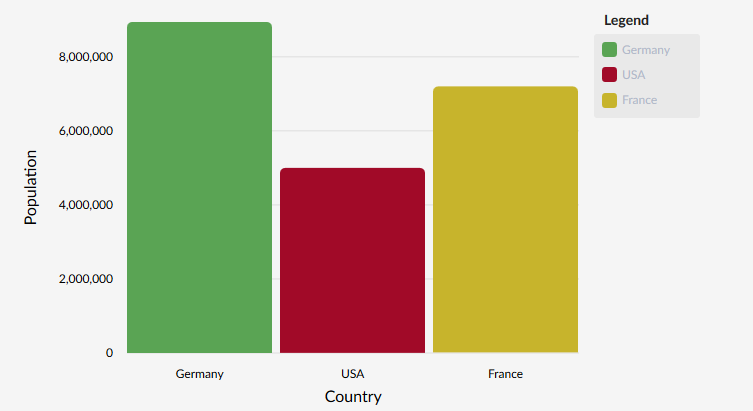 Legend
Germany
USA
France
Population
8,000,000
6,000,000
4,000,000
2,000,000
0
Germany
USA
France
Country